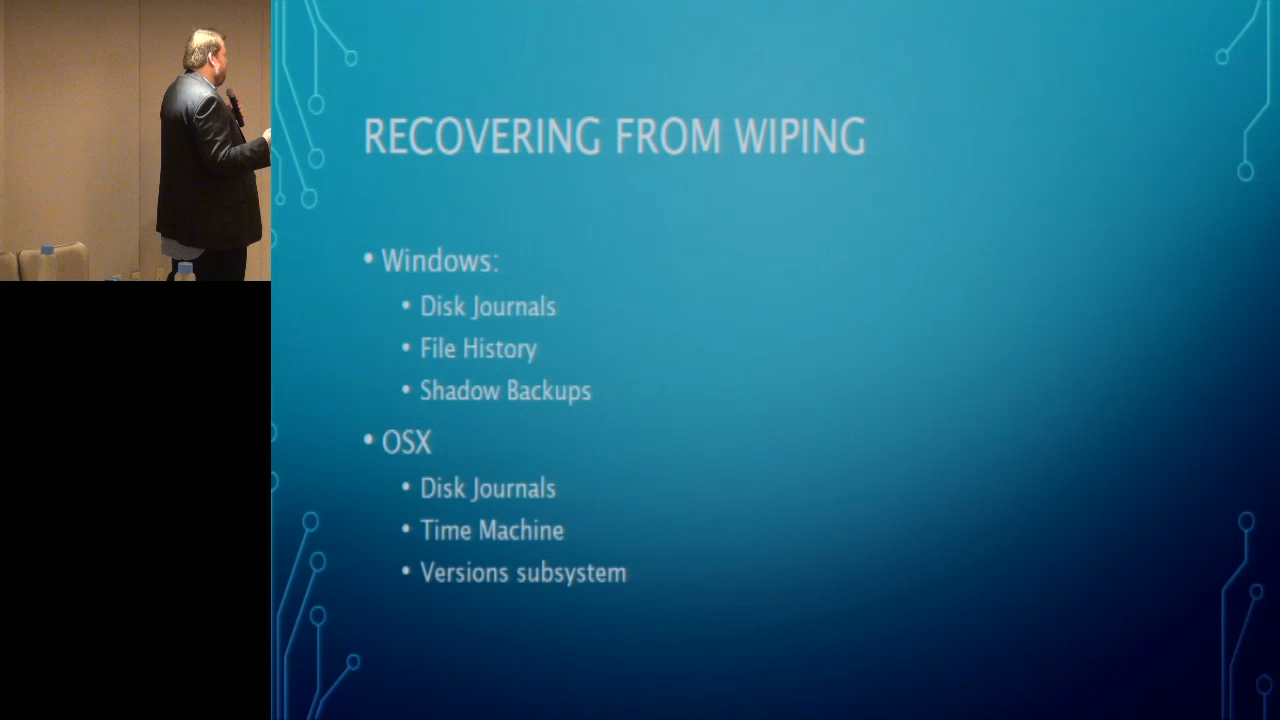 RECOVERING FROM WIPING
• Windows:
• Disk Journals
• File History
• Shadow Backups
• OSX
• Disk Journals
• Time Machine
• Versions subsystem